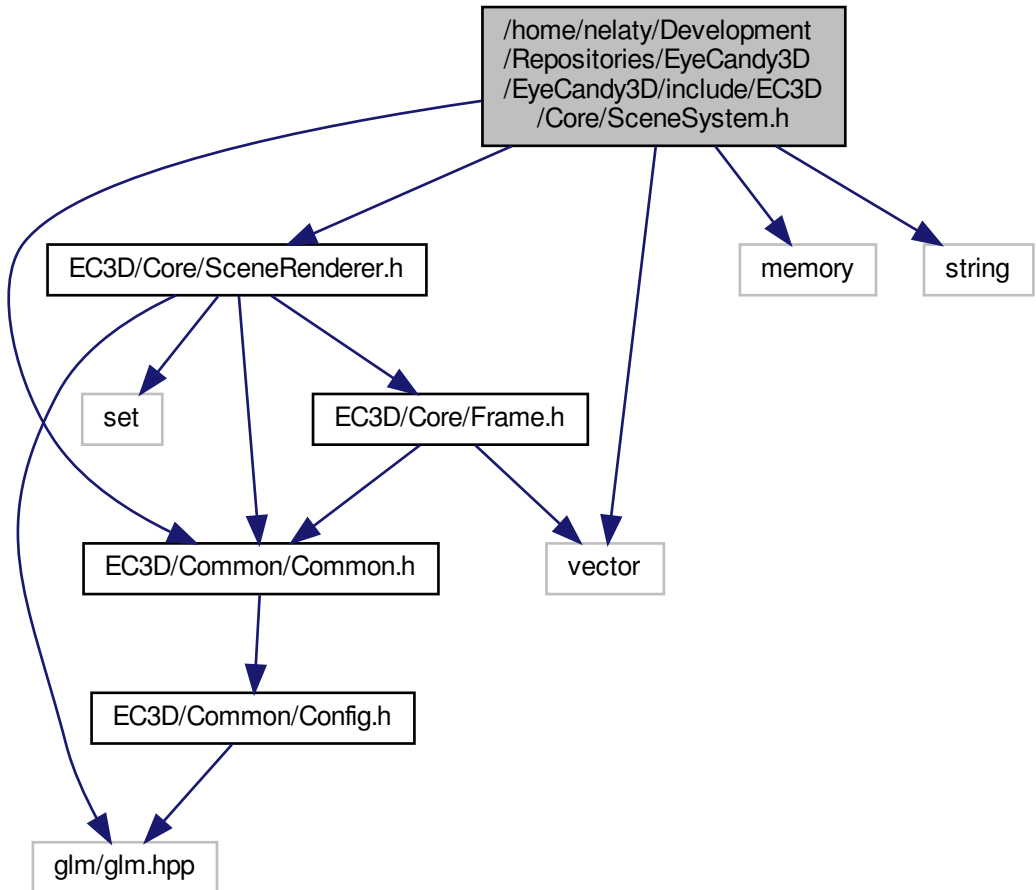 /home/nelaty/Development
/Repositories/EyeCandy3D
/EyeCandy3D/include/EC3D
/Core/SceneSystem.h
EC3D/Core/SceneRenderer.h
memory
string
set
EC3D/Core/Frame.h
EC3D/Common/Common.h
vector
EC3D/Common/Config.h
glm/glm.hpp